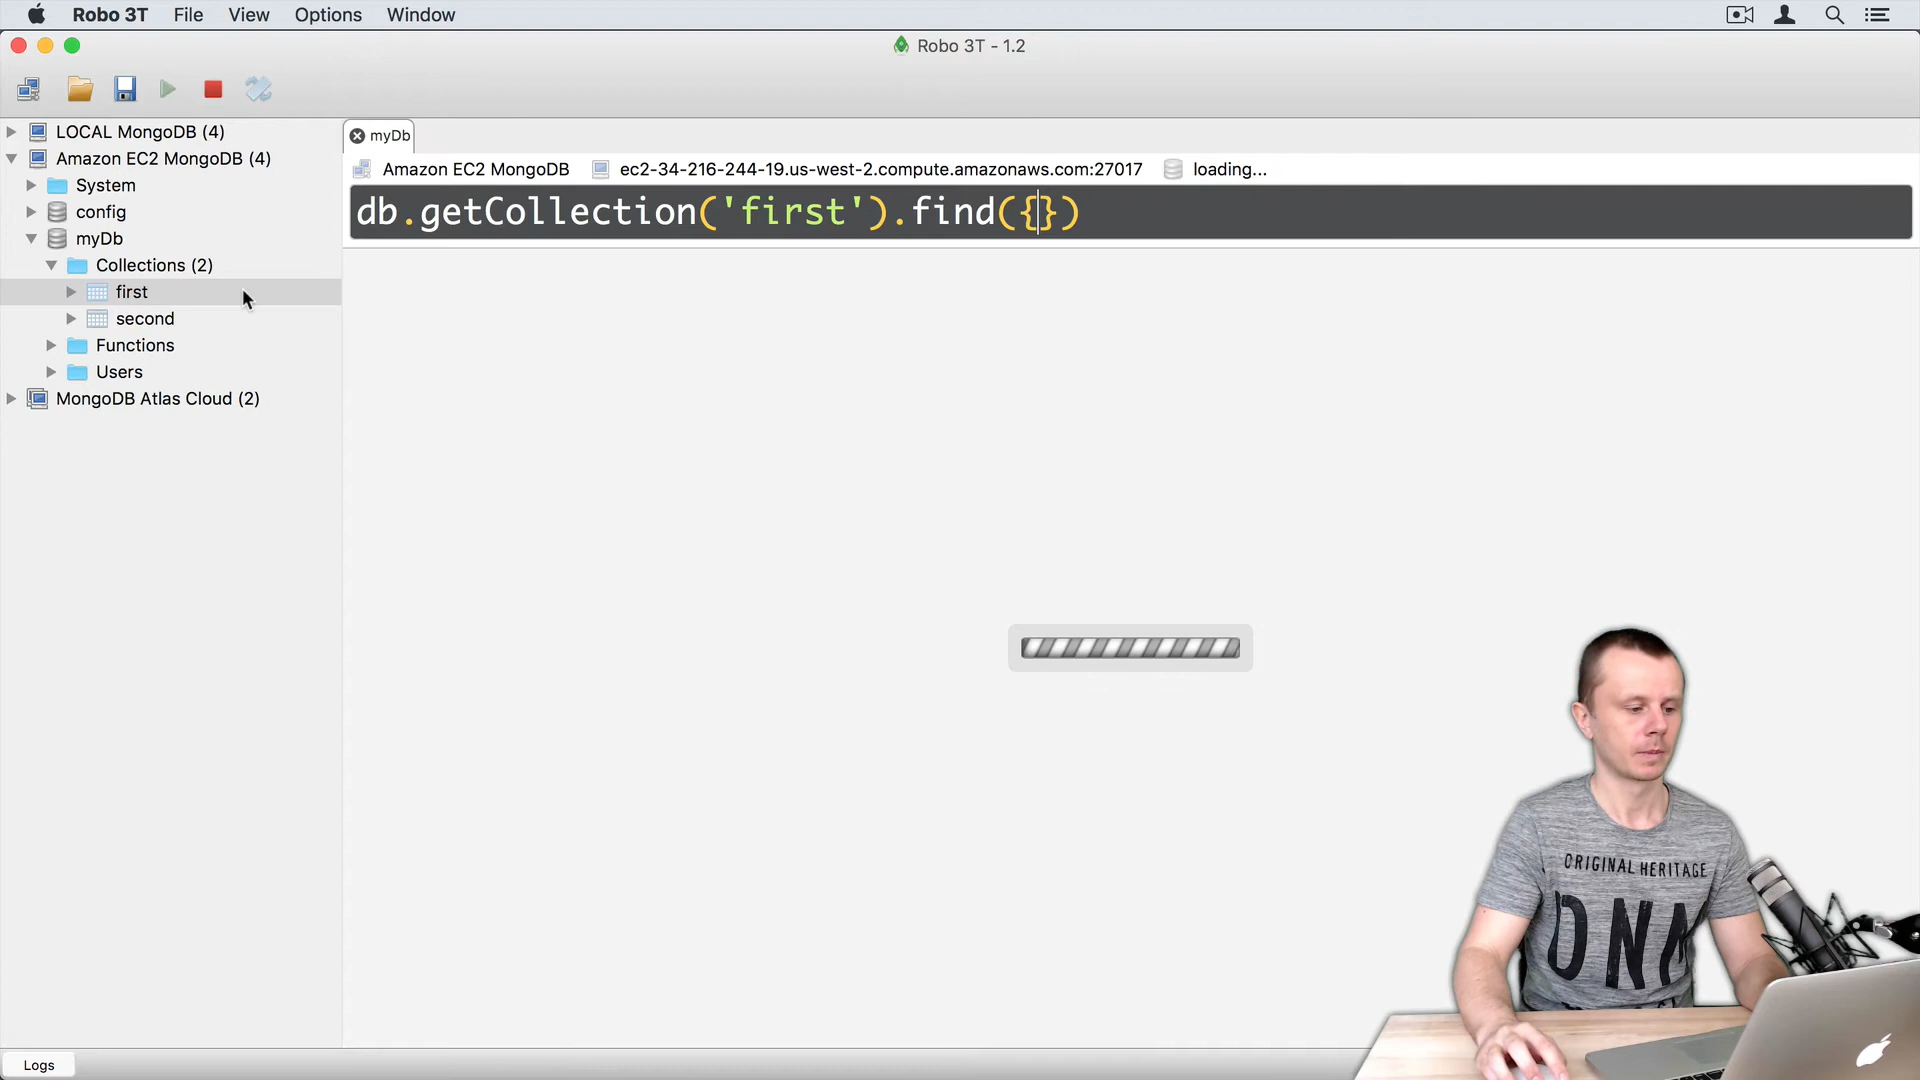 Robo 3T File View Options Window
Robo 3T - 1.2
LOCAL MongoDB (4)
Amazon EC2 MongoDB (4)
System
config
myDb
Collections (2)
first
second
Functions
Users
MongoDB Atlas Cloud (2)
myDb
Amazon EC2 MongoDB ec2-34-216-244-19.us-west-2.compute.amazonaws.com:27017 loading...
db.getCollection('first').find({})
ORIGINAL HERITAGE
DNA
Logs